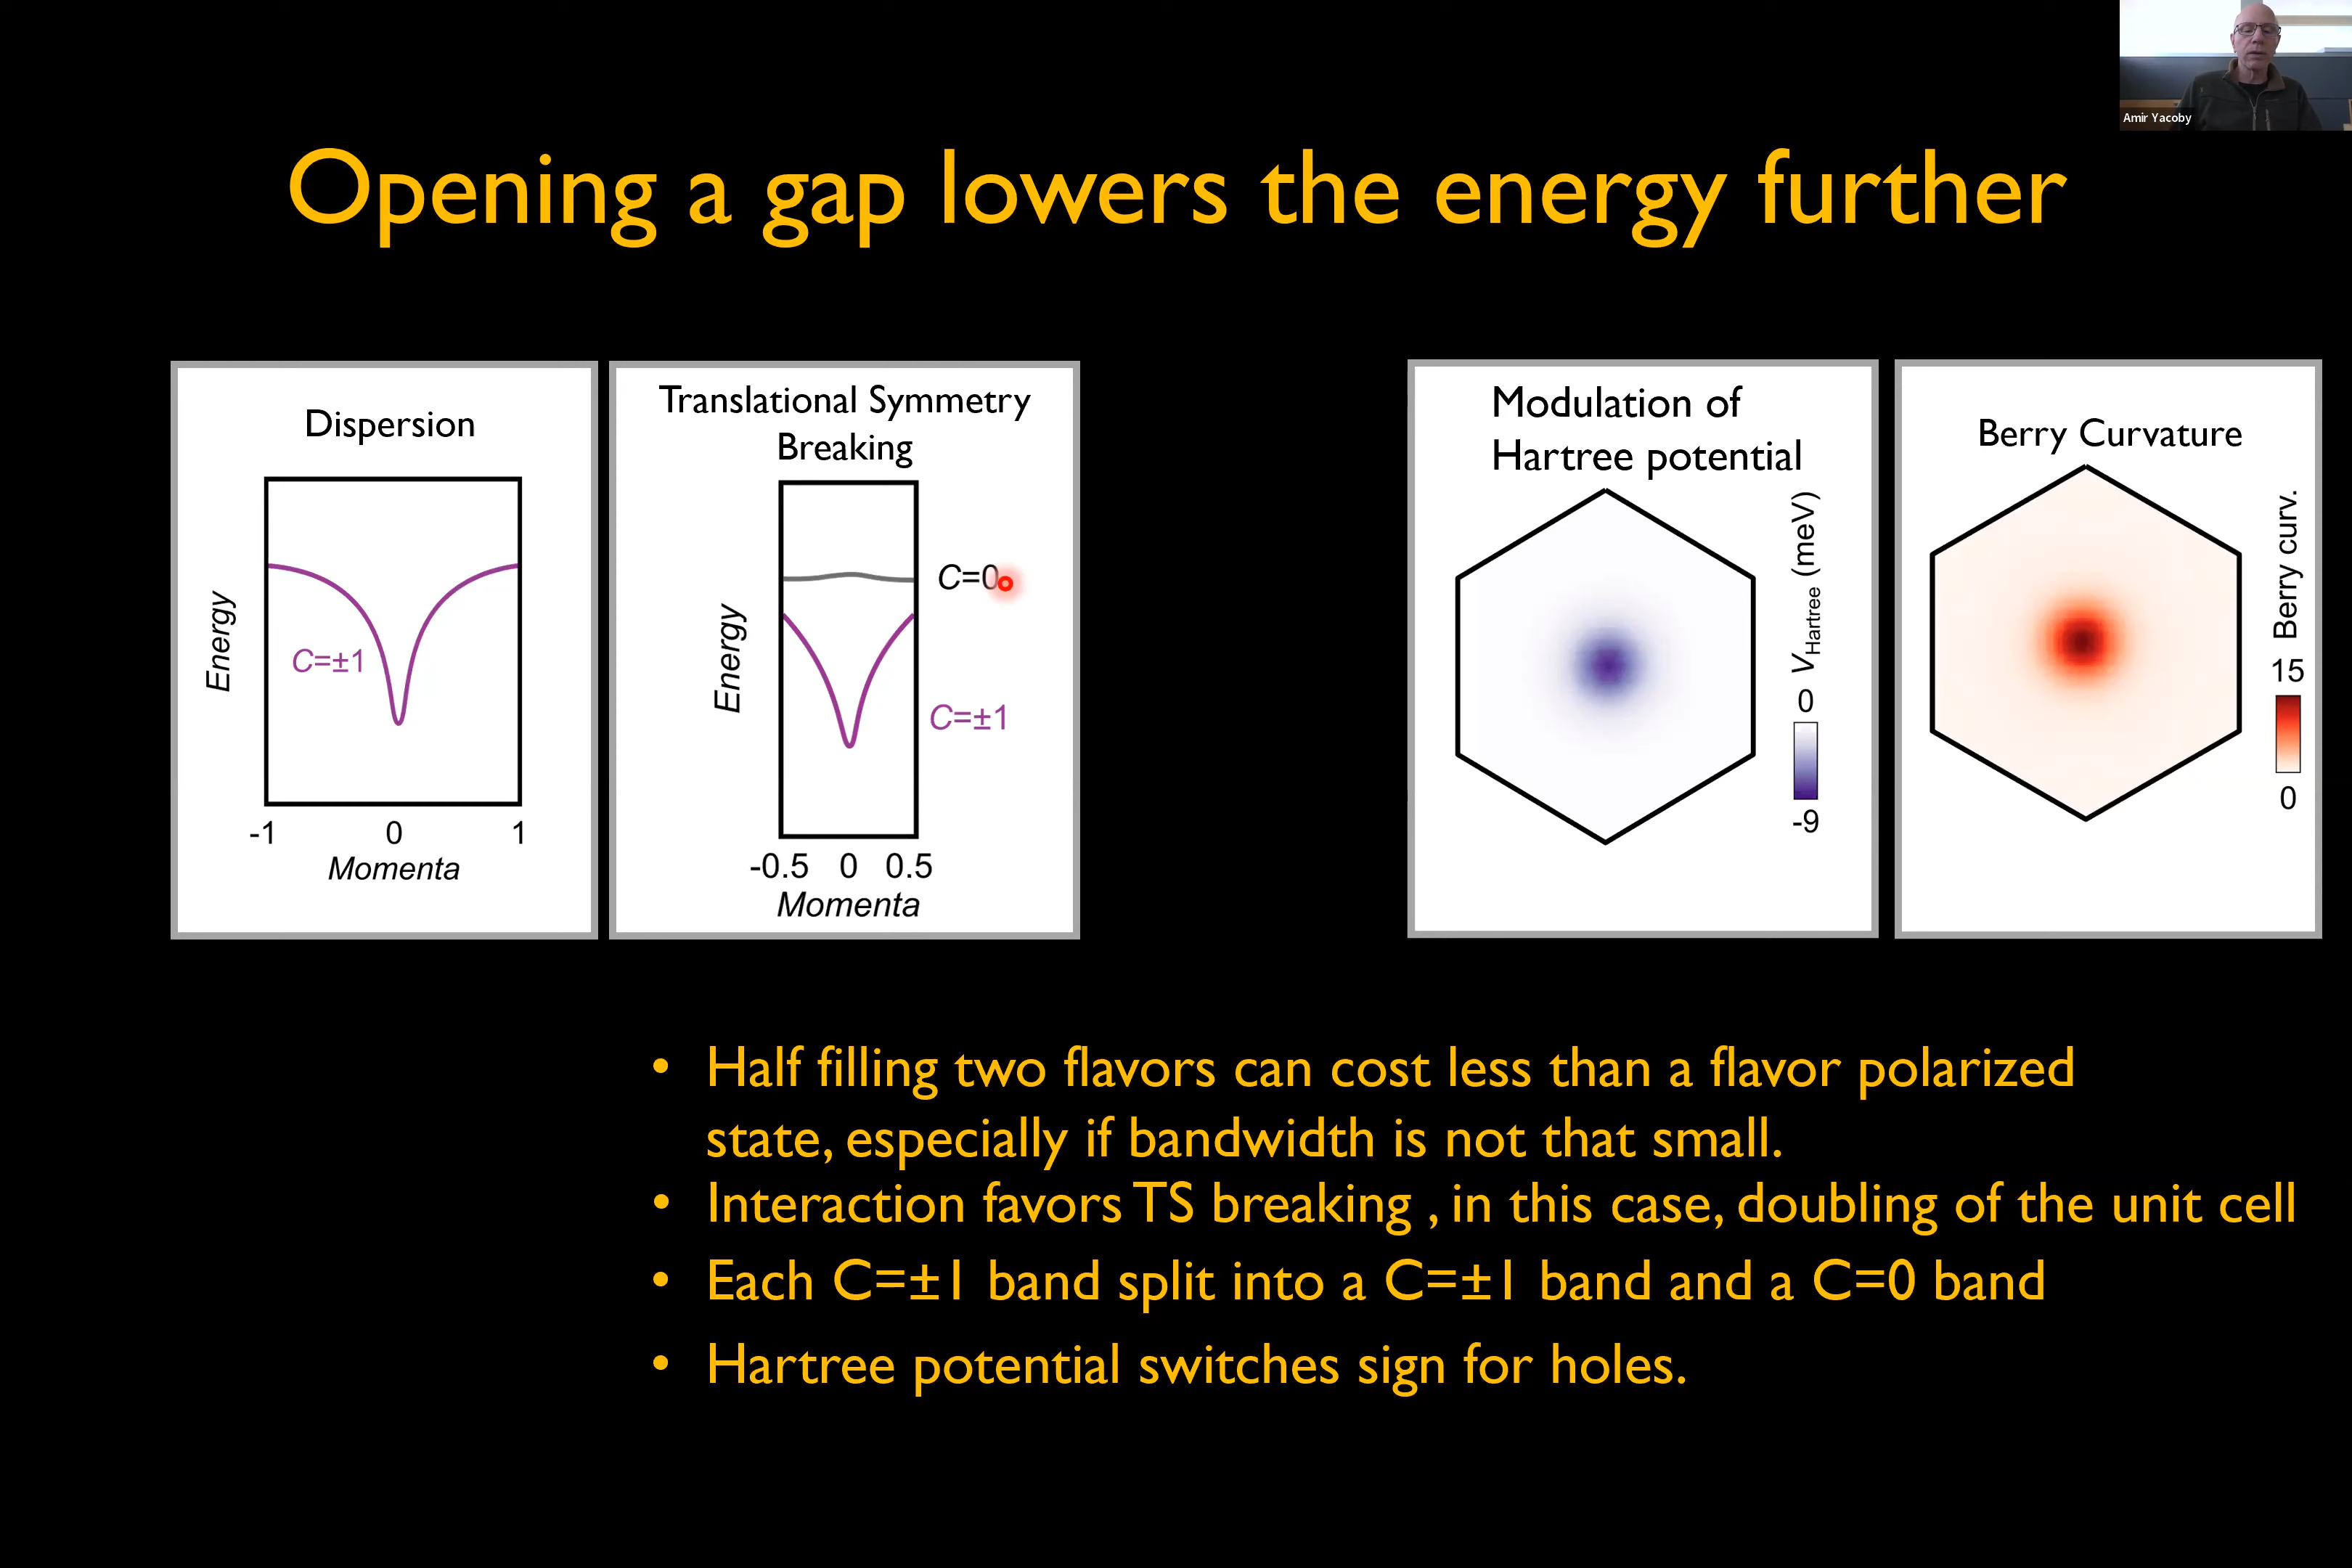 Amir Yacoby
Opening a gap lowers the energy further
Dispersion
Energy
C=±1
-1 0 1
Momenta
Translational Symmetry
Breaking
Energy
C=0
C=±1
-0.5 0 0.5
Momenta
Modulation of
Hartree potential
VHartree (meV)
0
-9
Berry Curvature
Berry curv.
15
0
• Half filling two flavors can cost less than a flavor polarized
state, especially if bandwidth is not that small.
• Interaction favors TS breaking , in this case, doubling of the unit cell
• Each C=±1 band split into a C=±1 band and a C=0 band
• Hartree potential switches sign for holes.